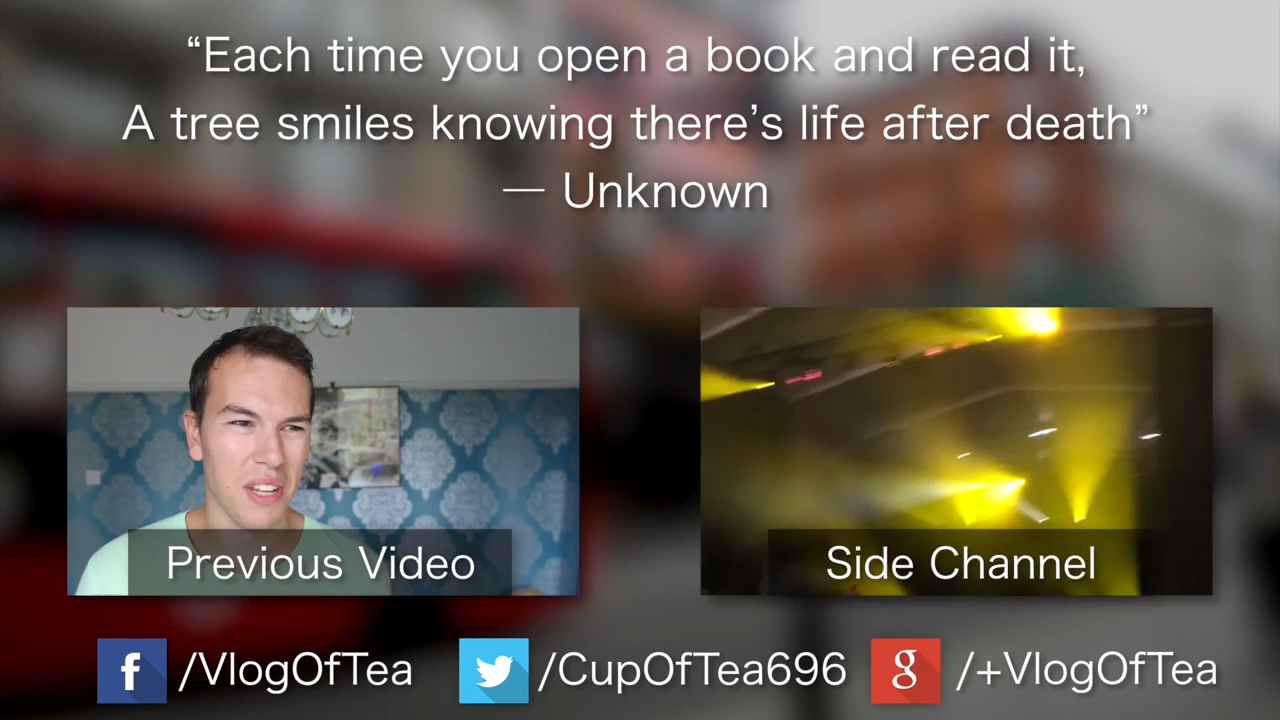 “Each time you open a book and read it,
A tree smiles knowing there’s life after death”
— Unknown
Previous Video
Side Channel
f /VlogOfTea
/CupOfTea696
g /+VlogOfTea